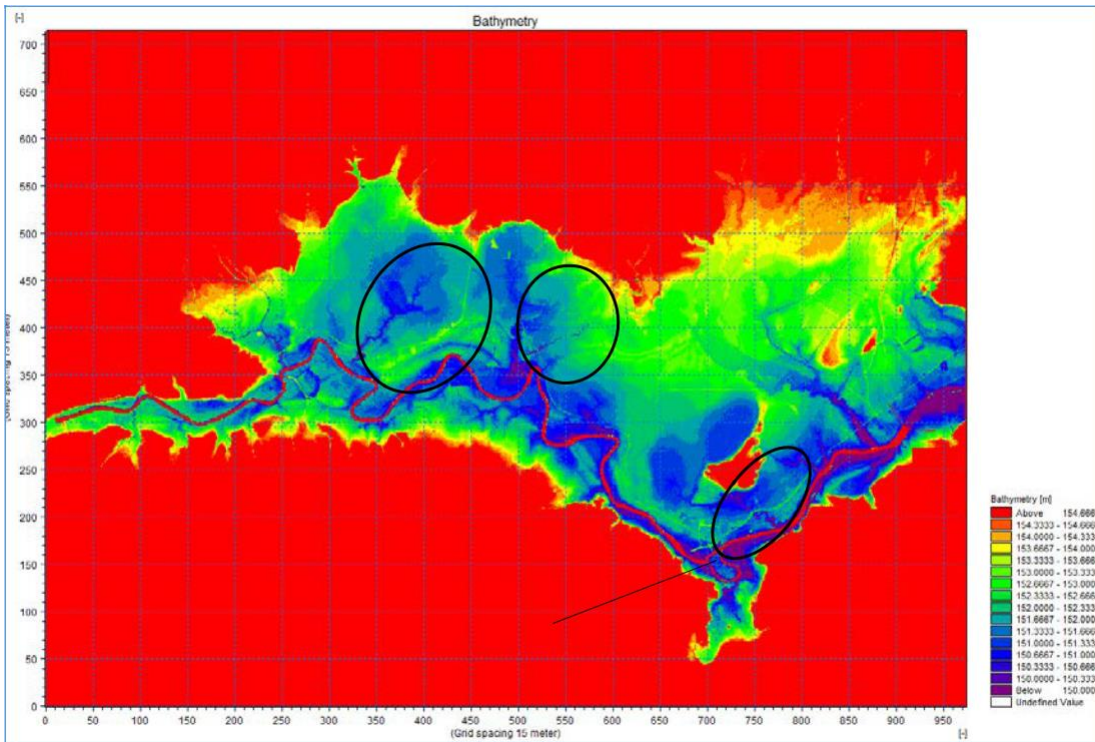 [-]
Bathymetry
700
650
600
550
500
450
400
350
300
250
200
150
100
50
0
0 50 100 150 200 250 300 350 400 450 500 550 600 650 700 750 800 850 900 950
(Grid spacing 15 meter)
[-]
Bathymetry [m]
Above 154.666
154.3333 - 154.666
154.0000 - 154.333
153.6667 - 154.000
153.3333 - 153.666
153.0000 - 153.333
152.6667 - 153.000
152.3333 - 152.666
152.0000 - 152.333
151.6667 - 152.000
151.3333 - 151.666
151.0000 - 151.333
150.6667 - 151.000
150.3333 - 150.666
150.0000 - 150.333
Below 150.000
Undefined Value